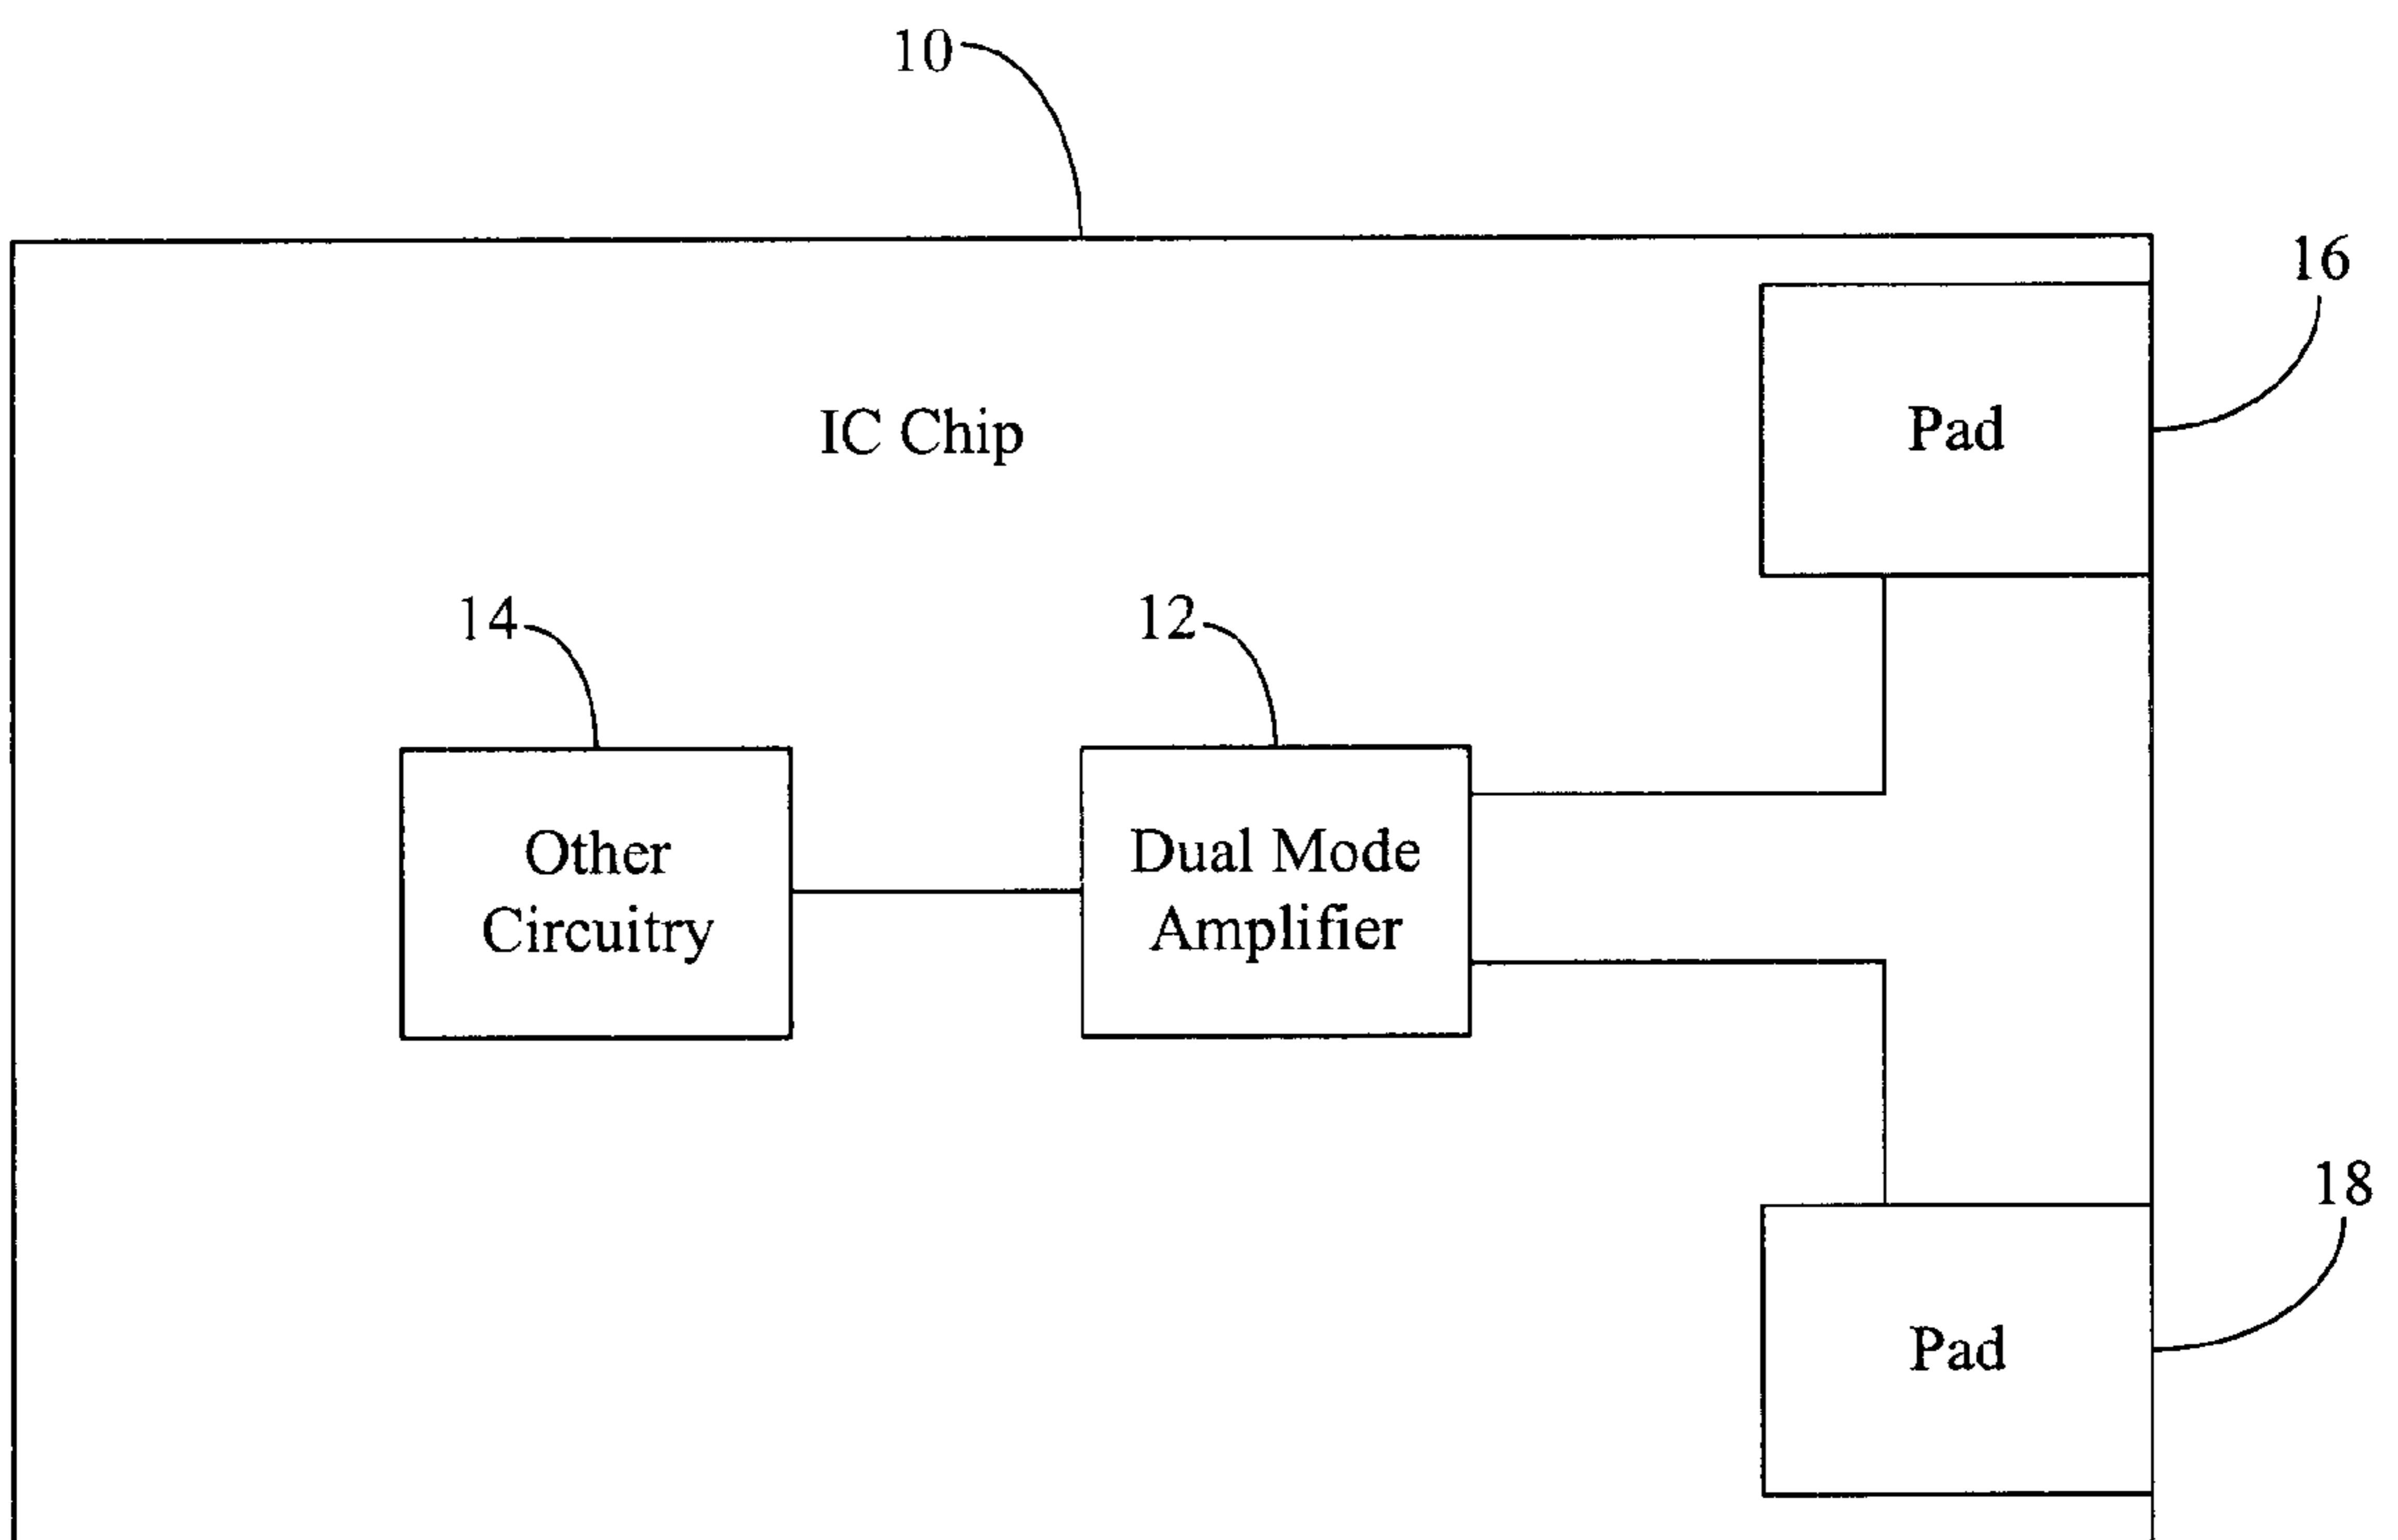 10
16
IC Chip
Pad
14
12
Other
Circuitry
Dual Mode
Amplifier
18
Pad